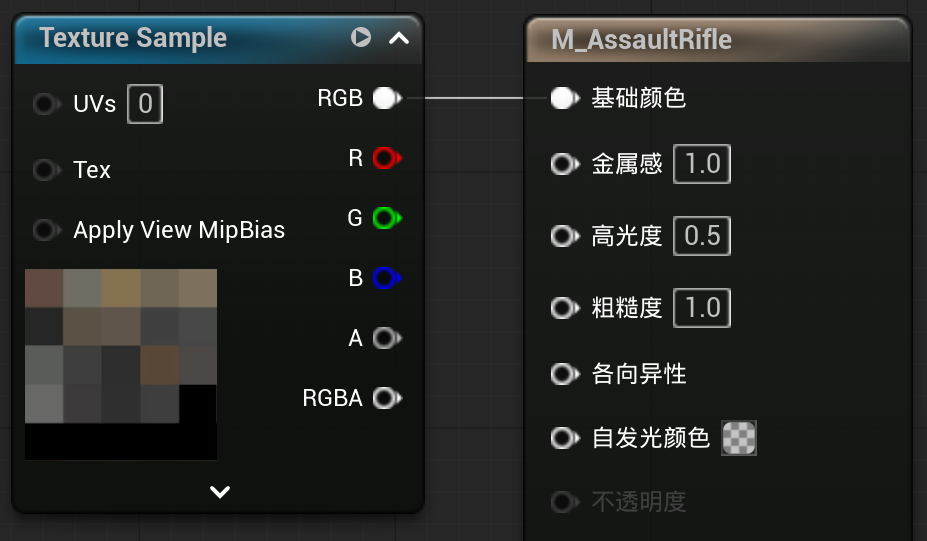 Texture Sample
UVs 0
Tex
Apply View MipBias
RGB
R
G
B
A
RGBA
M_AssaultRifle
基础颜色
金属感 1.0
高光度 0.5
粗糙度 1.0
各向异性
自发光颜色
不透明度